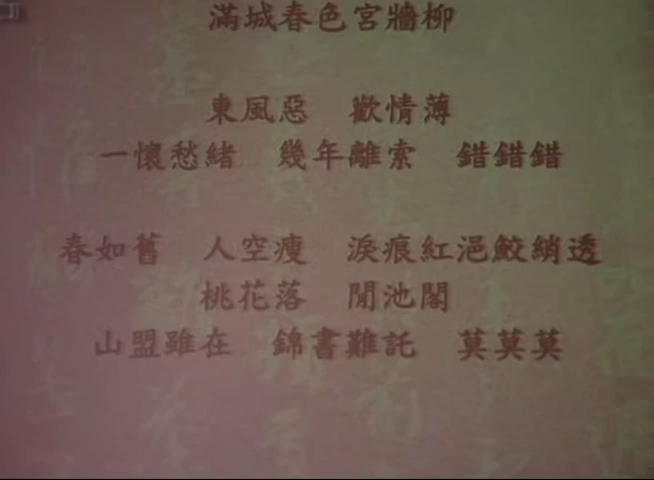 滿城春色宮牆柳
東風惡　歡情薄
一懷愁緒　幾年離索　錯錯錯
春如舊　人空瘦　淚痕紅浥鮫綃透
桃花落　閒池閣
山盟雖在　錦書難託　莫莫莫